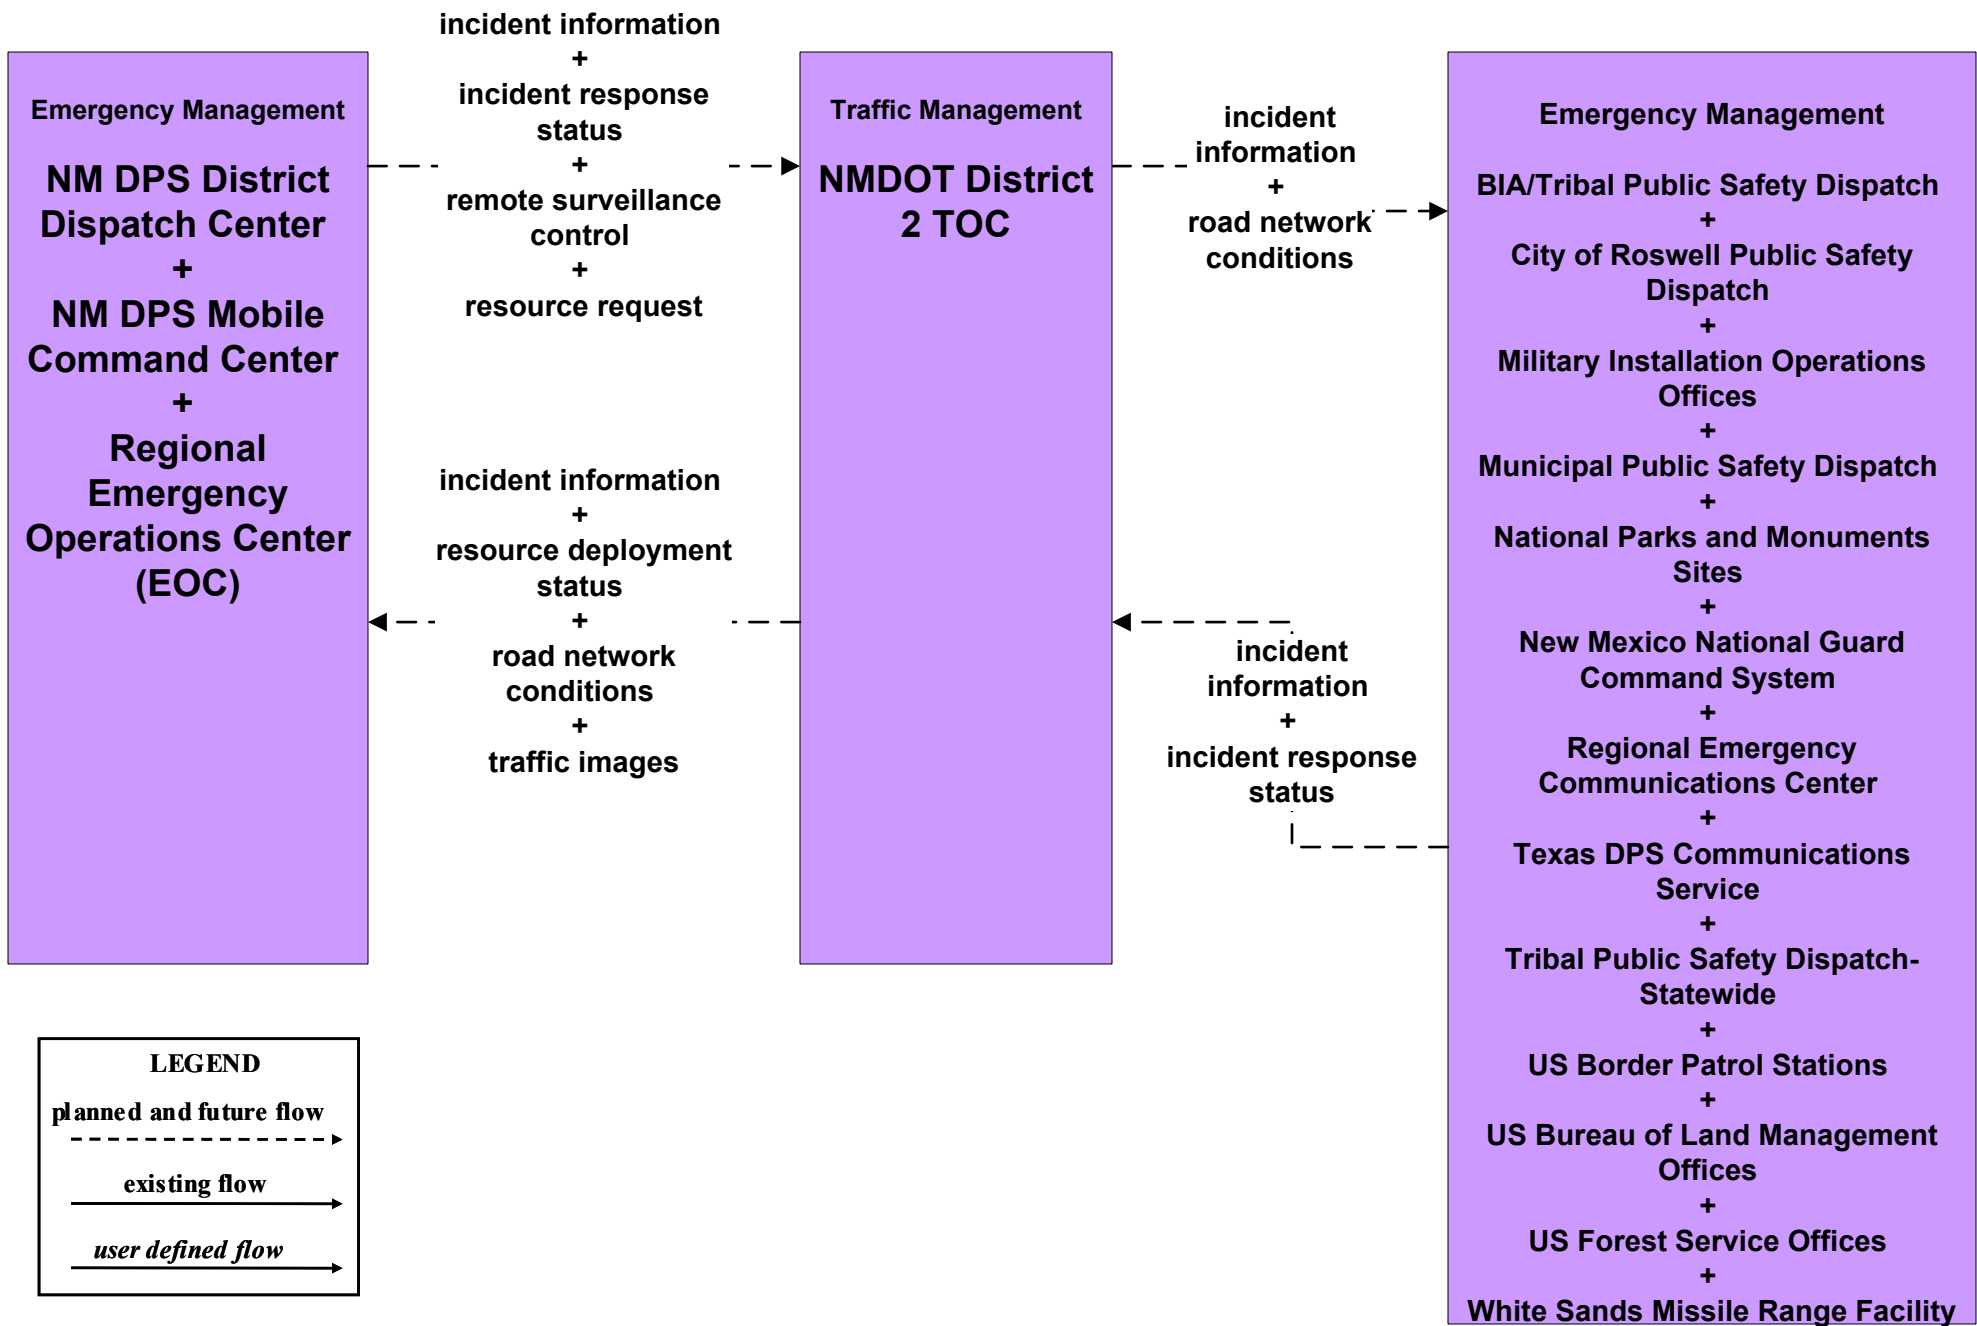 Emergency Management
NM DPS District
Dispatch Center
+
NM DPS Mobile
Command Center
+
Regional
Emergency
Operations Center
(EOC)
incident information
+
incident response
status
+
remote surveillance
control
+
resource request
incident information
+
resource deployment
status
+
road network
conditions
+
traffic images
Traffic Management
NMDOT District
2 TOC
incident
information
+
road network
conditions
incident
information
+
incident response
status
Emergency Management
BIA/Tribal Public Safety Dispatch
+
City of Roswell Public Safety
Dispatch
+
Military Installation Operations
Offices
+
Municipal Public Safety Dispatch
+
National Parks and Monuments
Sites
+
New Mexico National Guard
Command System
+
Regional Emergency
Communications Center
+
Texas DPS Communications
Service
+
Tribal Public Safety Dispatch-
Statewide
+
US Border Patrol Stations
+
US Bureau of Land Management
Offices
+
US Forest Service Offices
+
White Sands Missile Range Facility
LEGEND
planned and future flow
existing flow
user defined flow